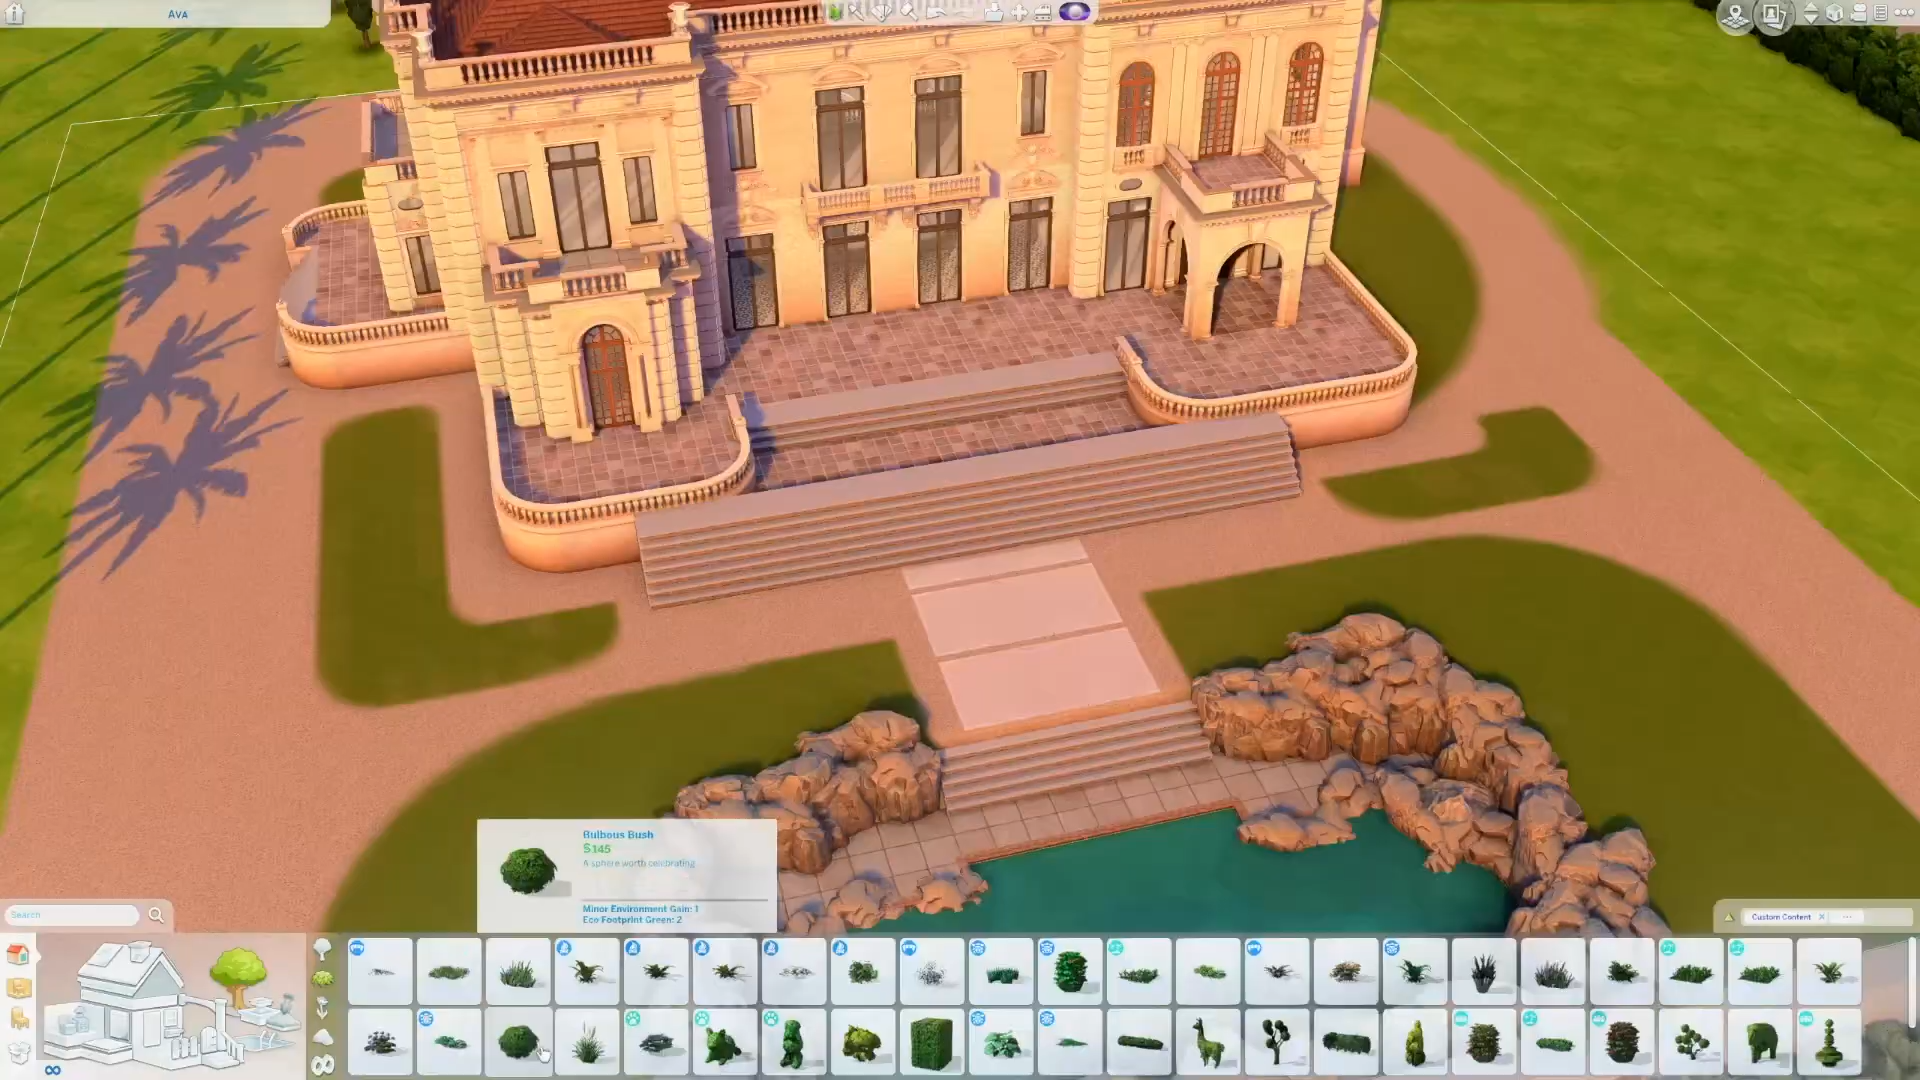 Ava
Bulbous Bush
$145
A sphere worth celebrating.
Minor Environment Gain: 1
Eco Footprint Green: 2
Search
Custom Content